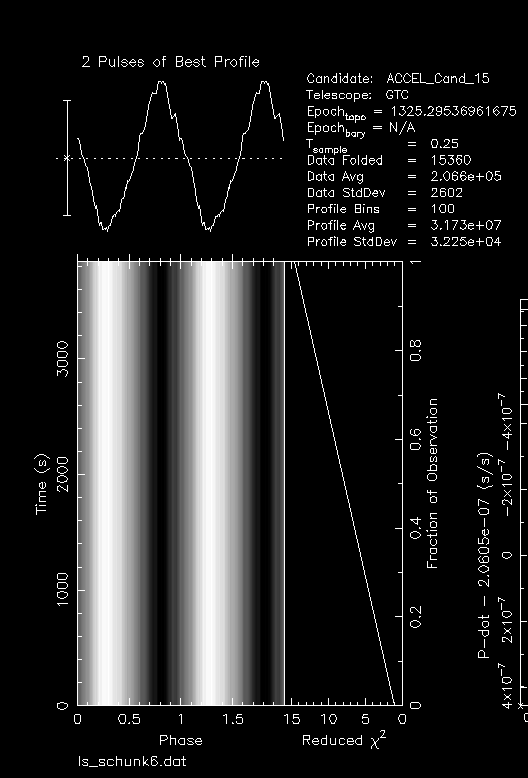 2 Pulses of Best Profile
Candidate: ACCEL_Cand_15
Telescope: GTC
Epoch_topo = 1325.29536961675
Epoch_bary = N/A
T_sample = 0.25
Data Folded = 15360
Data Avg = 2.066e+05
Data StdDev = 2602
Profile Bins = 100
Profile Avg = 3.173e+07
Profile StdDev = 3.225e+04
Time (s)
0 1000 2000 3000
0 0.5 1 1.5
Phase
15 10 5 0
Reduced χ²
0 0.2 0.4 0.6 0.8 1
Fraction of Observation
P-dot − 2.0605e−07 (s/s)
4×10⁻⁷ 2×10⁻⁷ 0 −2×10⁻⁷ −4×10⁻⁷
0
ls_schunk6.dat